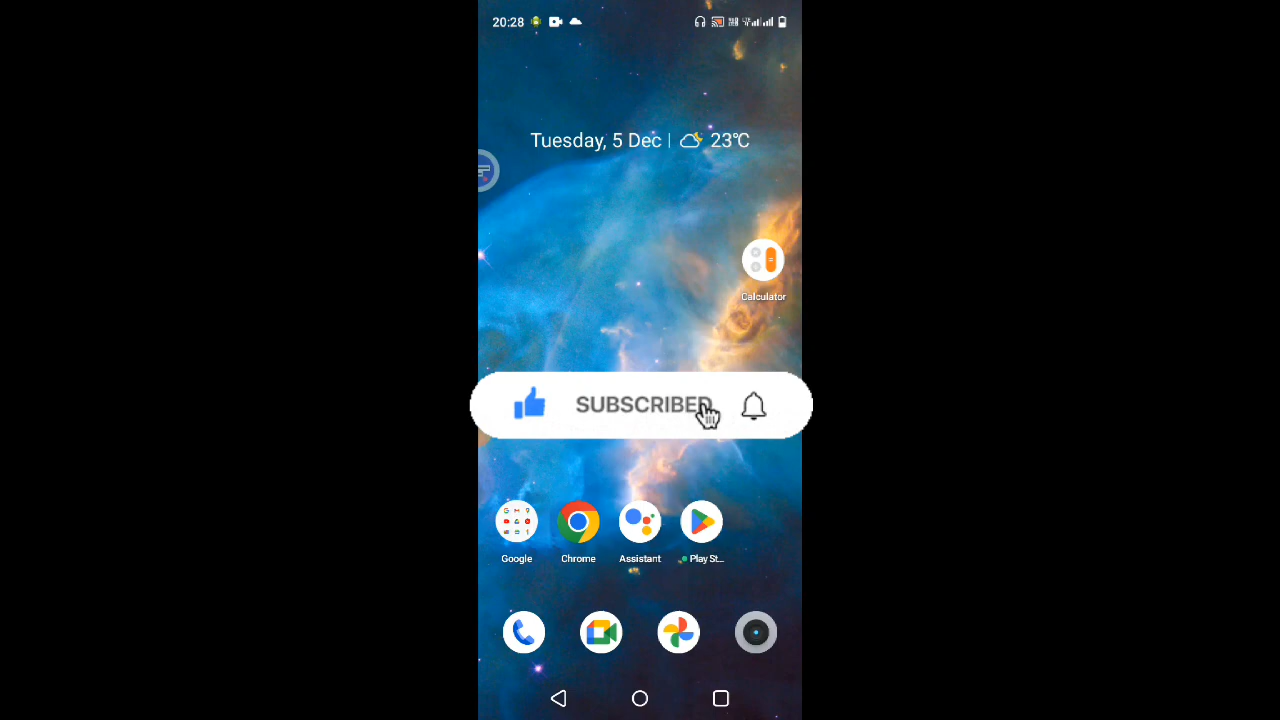 20:28
Tuesday, 5 Dec | 23°C
Calculator
SUBSCRIBED
Google Chrome Assistant Play St...